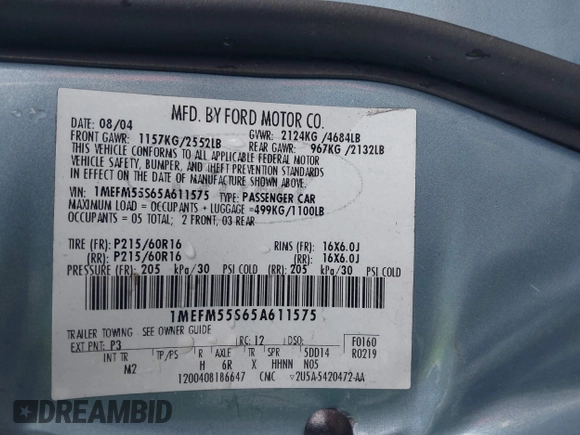 MFD. BY FORD MOTOR CO.
DATE: 08/04 GVWR: 2124KG /4684LB
FRONT GAWR: 1157KG/2552LB REAR GAWR: 967KG /2132LB
THIS VEHICLE CONFORMS TO ALL APPLICABLE FEDERAL MOTOR
VEHICLE SAFETY, BUMPER, AND THEFT PREVENTION STANDARDS
IN EFFECT ON THE DATE OF MANUFACTURE SHOWN ABOVE.
VIN: 1MEFM55S65A611575 TYPE: PASSENGER CAR
MAXIMUM LOAD = OCCUPANTS + LUGGAGE =499KG/1100LB
OCCUPANTS = 05 TOTAL; 2 FRONT, 03 REAR
TIRE (FR): P215/60R16 RIMS (FR): 16X6.0J
(RR): P215/60R16 (RR): 16X6.0J
PRESSURE (FR): 205 kPa/30 PSI COLD (RR): 205 kPa/30 PSI COLD
1MEFM55S65A611575
TRAILER TOWING - SEE OWNER GUIDE
EXT PNT: P3 RC: 12 DSO: F0160
R0219
INT TR TP/PS R AXLE TR SPR 5DD14
M2 H 6R X HHNN N05
1200408186647 CMC 2U5A-5420472-AA
DREAMBID